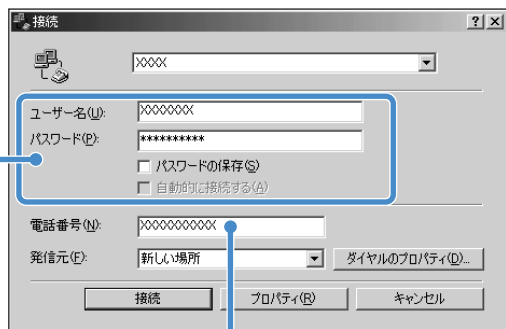 接続
XXXX
ユーザー名(U): XXXXXXX
パスワード(P): **********
パスワードの保存(S)
自動的に接続する(A)
電話番号(N): XXXXXXXXXX
発信元(F): 新しい場所 ダイヤルのプロパティ(D)...
接続 プロパティ(R) キャンセル